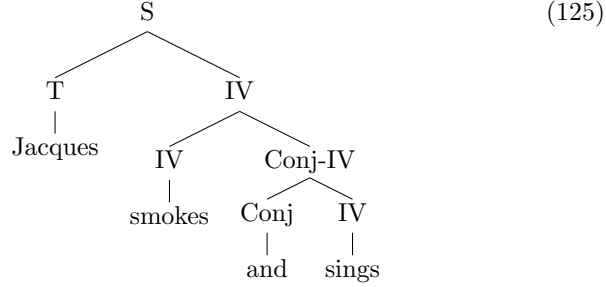 S (125)
T IV
Jacques
IV Conj-IV
smokes Conj IV
and sings